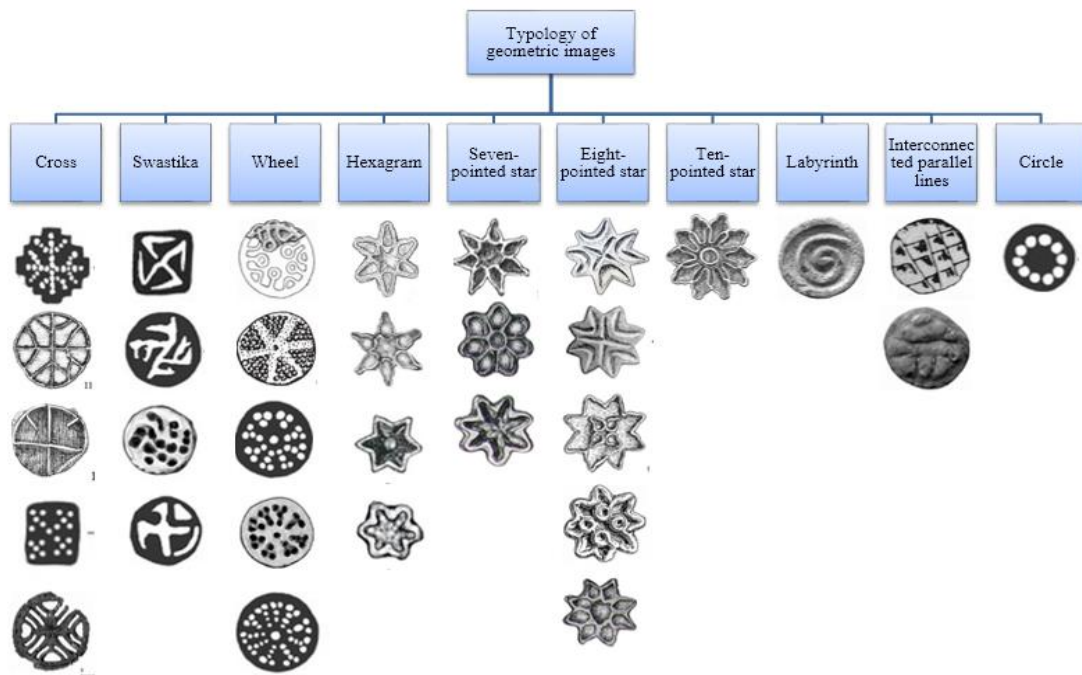 Typology of
geometric images
Cross
Swastika
Wheel
Hexagram
Seven-
pointed star
Eight-
pointed star
Ten-
pointed star
Labyrinth
Interconnec
ted parallel
lines
Circle